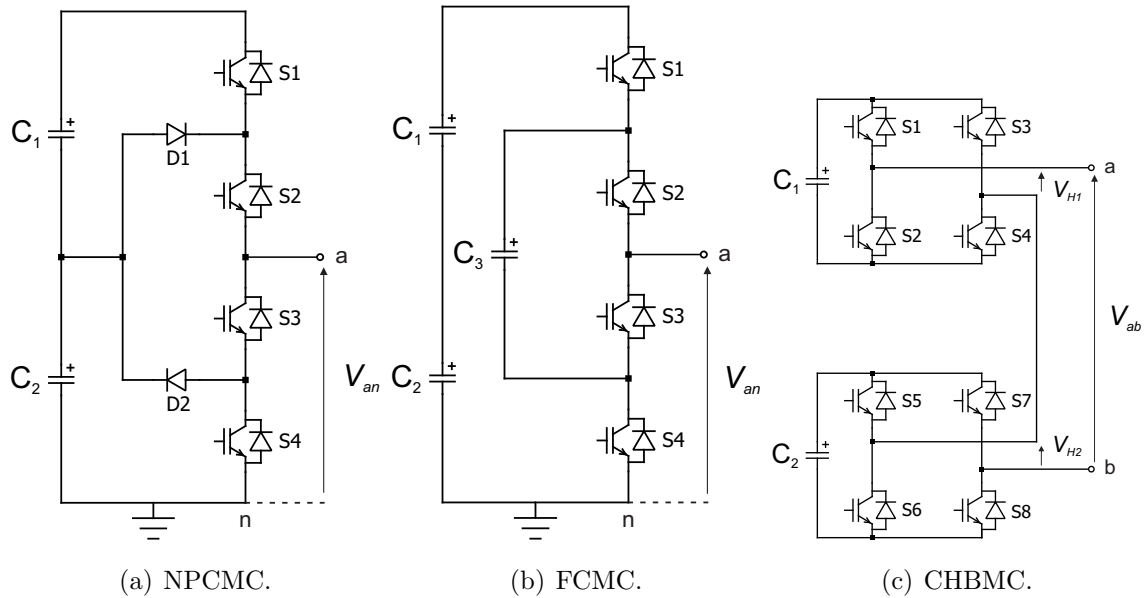 S1
C1
D1
S2
a
S3
C2
Van
D2
S4
n
(a) NPCMC.
S1
C1
S2
C3
a
S3
C2
Van
S4
n
(b) FCMC.
S1
S3
C1
a
VH1
S2
S4
Vab
S5
S7
C2
VH2
b
S6
S8
(c) CHBMC.